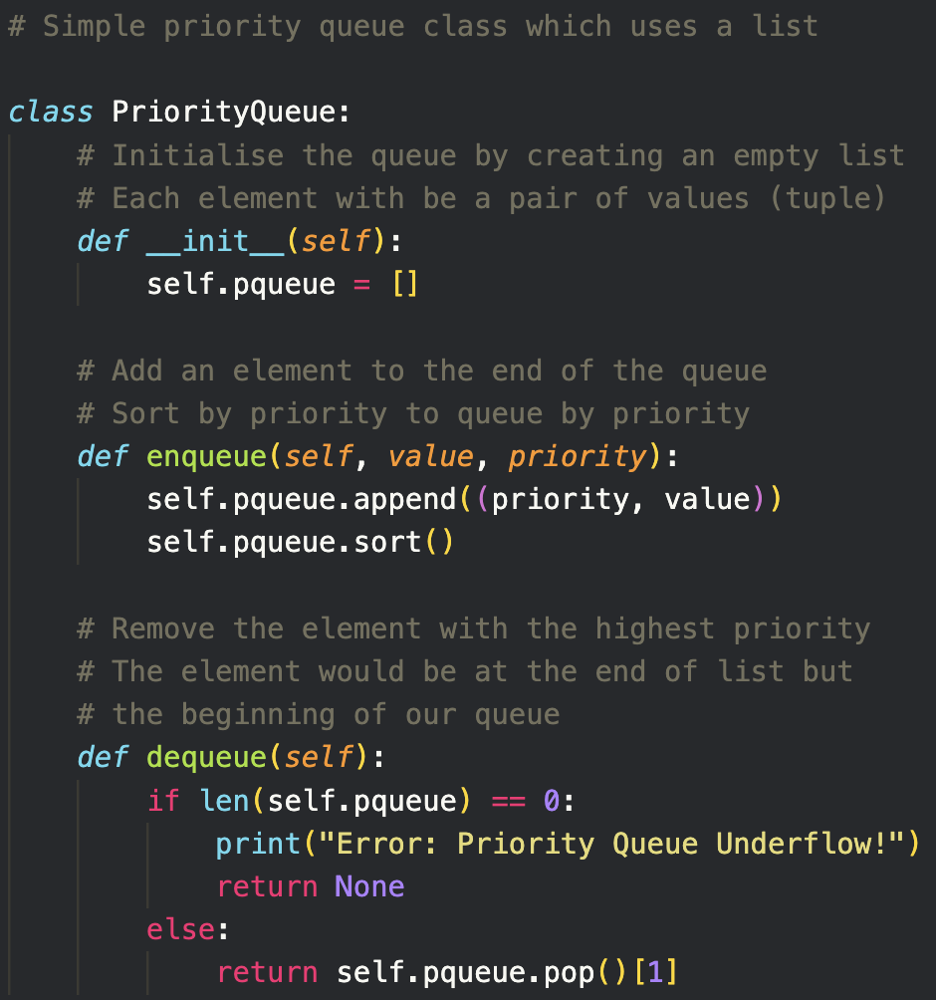 # Simple priority queue class which uses a list
class PriorityQueue:
    # Initialise the queue by creating an empty list
    # Each element with be a pair of values (tuple)
    def __init__(self):
        self.pqueue = []
    # Add an element to the end of the queue
    # Sort by priority to queue by priority
    def enqueue(self, value, priority):
        self.pqueue.append((priority, value))
        self.pqueue.sort()
    # Remove the element with the highest priority
    # The element would be at the end of list but
    # the beginning of our queue
    def dequeue(self):
        if len(self.pqueue) == 0:
            print("Error: Priority Queue Underflow!")
            return None
        else:
            return self.pqueue.pop()[1]